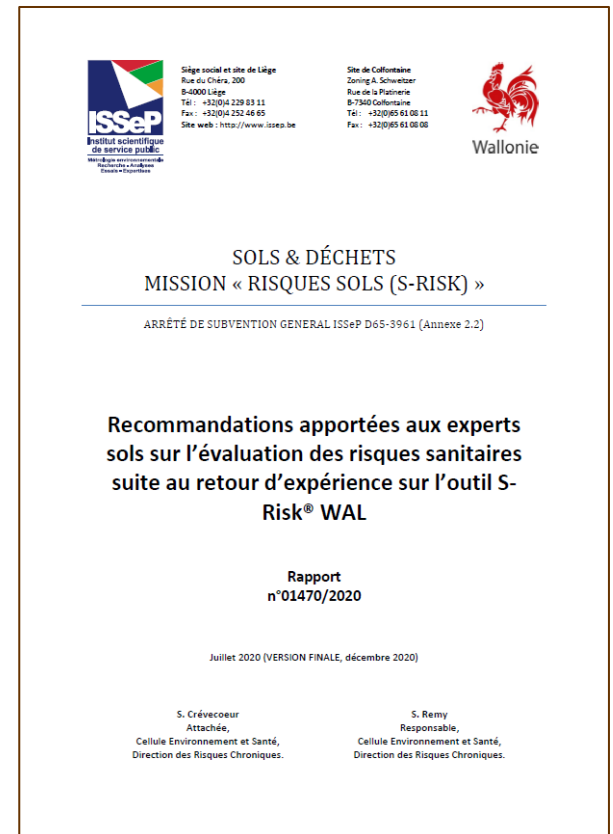 ISSeP
Institut scientifique
de service public
Métrologie environnementale
Recherche • Analyses
Essais • Expertises
Siège social et site de Liège
Rue du Chéra, 200
B-4000 Liège
Tél : +32(0)4 229 83 11
Fax : +32(0)4 252 46 65
Site web : http://www.issep.be
Site de Colfontaine
Zoning A. Schweitzer
Rue de la Platinerie
B-7340 Colfontaine
Tél : +32(0)65 61 08 11
Fax : +32(0)65 61 08 08
Wallonie
SOLS & DÉCHETS
MISSION « RISQUES SOLS (S-RISK) »
ARRÊTÉ DE SUBVENTION GENERAL ISSeP D65-3961 (Annexe 2.2)
Recommandations apportées aux experts
sols sur l’évaluation des risques sanitaires
suite au retour d’expérience sur l’outil S-
Risk® WAL
Rapport
n°01470/2020
Juillet 2020 (VERSION FINALE, décembre 2020)
S. Crévecoeur
Attachée,
Cellule Environnement et Santé,
Direction des Risques Chroniques.
S. Remy
Responsable,
Cellule Environnement et Santé,
Direction des Risques Chroniques.